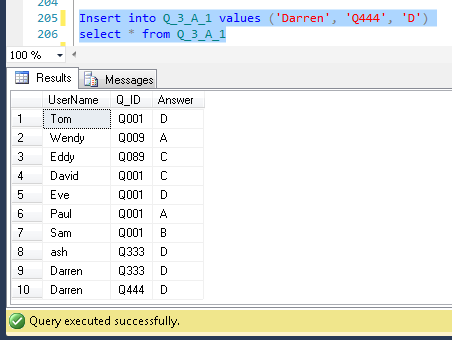 204
205 Insert into Q_3_A_1 values ('Darren', 'Q444', 'D')
206 select * from Q_3_A_1
100 %
Results Messages
UserName Q_ID Answer
1 Tom Q001 D
2 Wendy Q009 A
3 Eddy Q089 C
4 David Q001 C
5 Eve Q001 D
6 Paul Q001 A
7 Sam Q001 B
8 ash Q333 D
9 Darren Q333 D
10 Darren Q444 D
Query executed successfully.